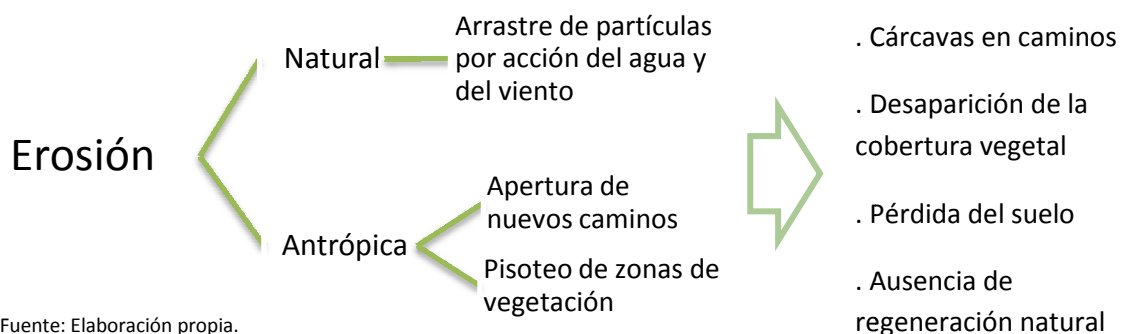 Erosión
Natural
Arrastre de partículas
por acción del agua y
del viento
Antrópica
Apertura de
nuevos caminos
Pisoteo de zonas de
vegetación
. Cárcavas en caminos
. Desaparición de la
cobertura vegetal
. Pérdida del suelo
. Ausencia de
regeneración natural
Fuente: Elaboración propia.